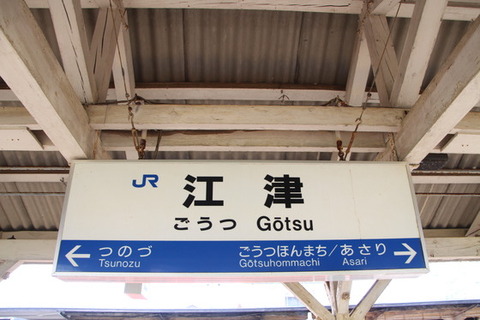 JR 江津
ごうつ Gōtsu
← つのづ ごうつほんまち/あさり →
Tsunozu Gōtsuhommachi Asari